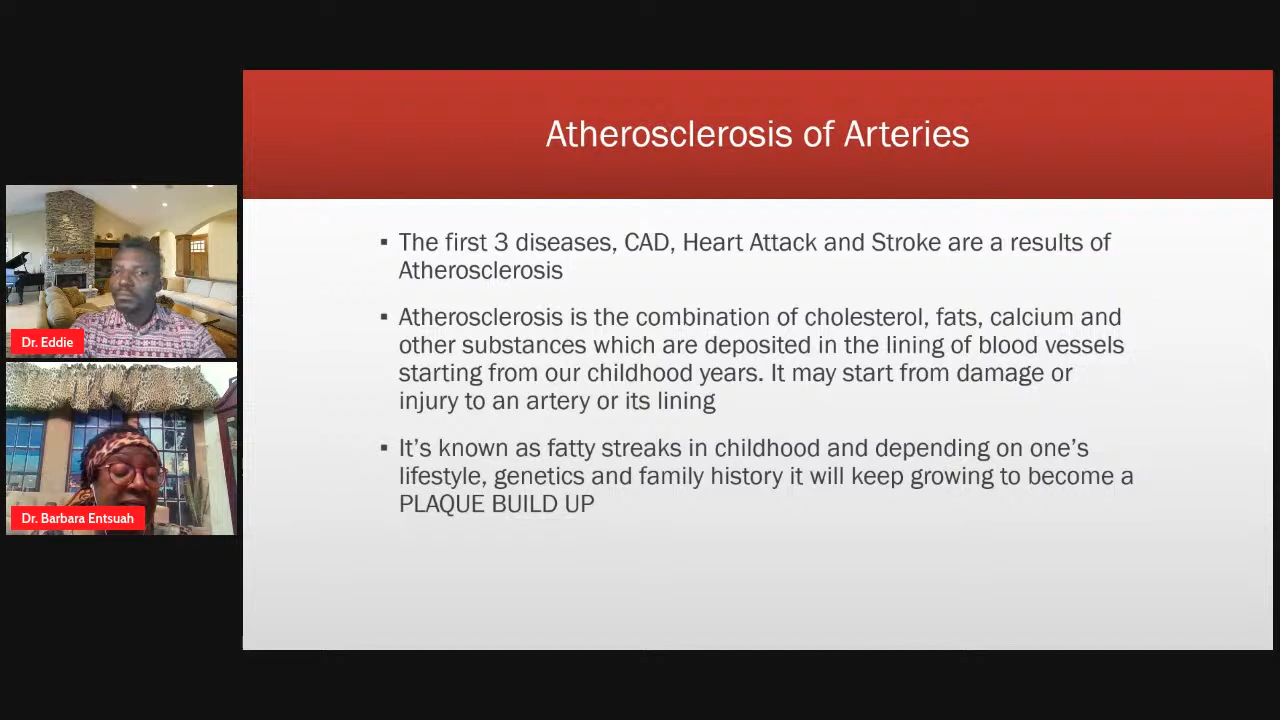 Atherosclerosis of Arteries
▪ The first 3 diseases, CAD, Heart Attack and Stroke are a results of
Atherosclerosis
▪ Atherosclerosis is the combination of cholesterol, fats, calcium and
other substances which are deposited in the lining of blood vessels
starting from our childhood years. It may start from damage or
injury to an artery or its lining
▪ It’s known as fatty streaks in childhood and depending on one’s
lifestyle, genetics and family history it will keep growing to become a
PLAQUE BUILD UP
Dr. Eddie
Dr. Barbara Entsuah